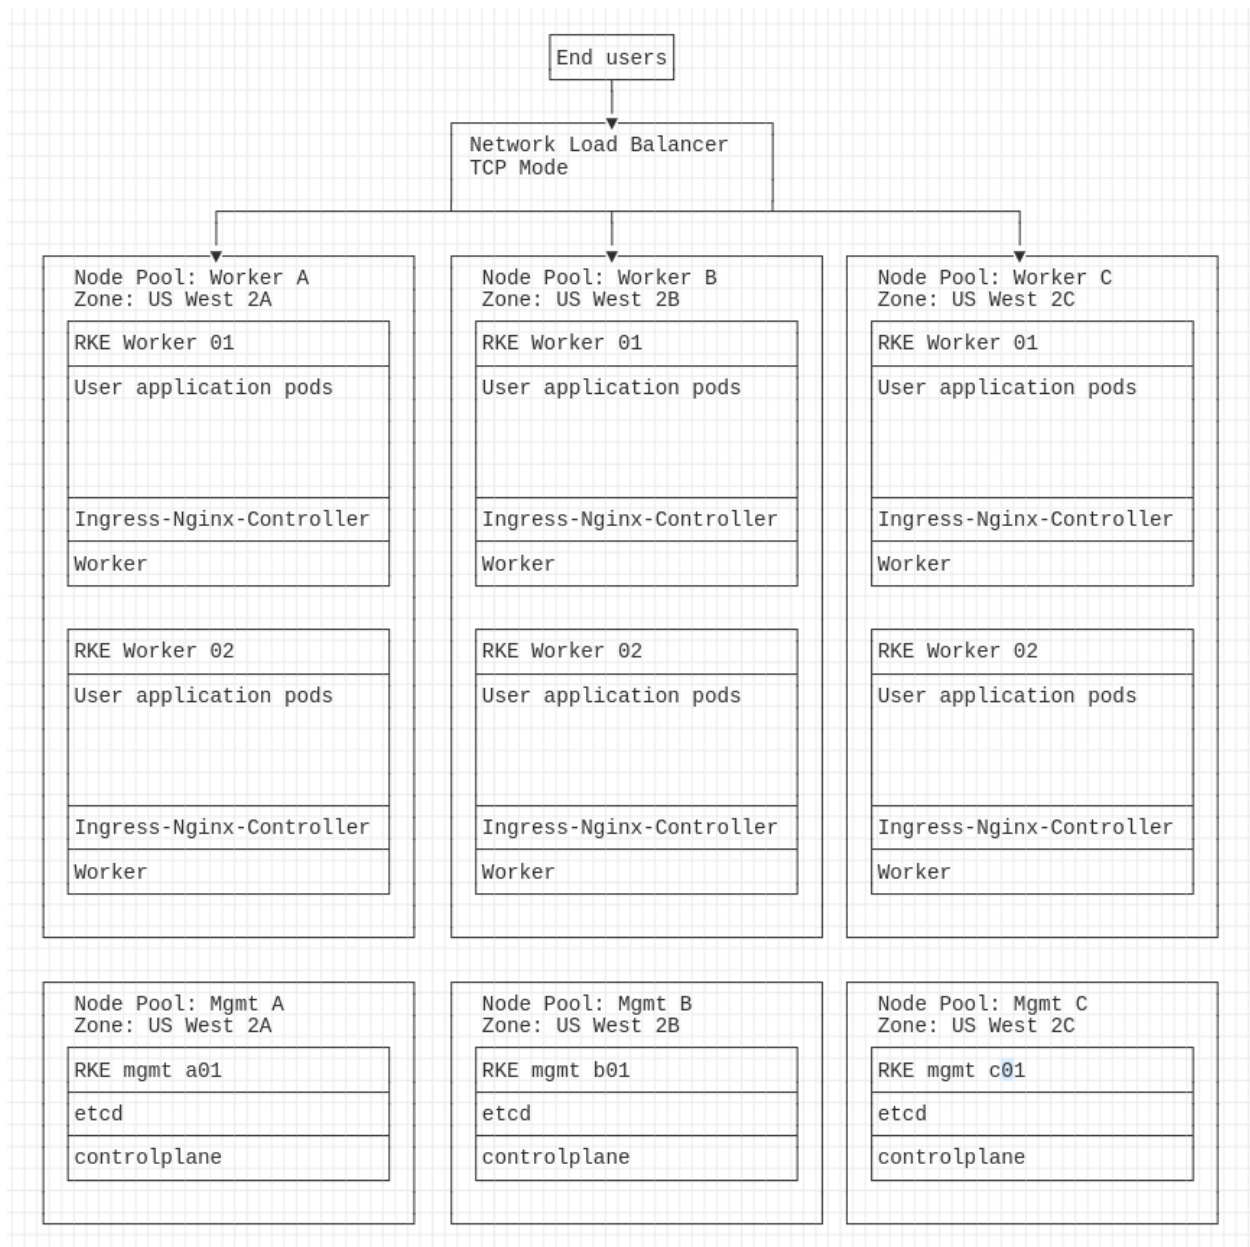 End users
Network Load Balancer
TCP Mode
Node Pool: Worker A
Zone: US West 2A
RKE Worker 01
User application pods
Ingress-Nginx-Controller
Worker
RKE Worker 02
User application pods
Ingress-Nginx-Controller
Worker
Node Pool: Worker B
Zone: US West 2B
RKE Worker 01
User application pods
Ingress-Nginx-Controller
Worker
RKE Worker 02
User application pods
Ingress-Nginx-Controller
Worker
Node Pool: Worker C
Zone: US West 2C
RKE Worker 01
User application pods
Ingress-Nginx-Controller
Worker
RKE Worker 02
User application pods
Ingress-Nginx-Controller
Worker
Node Pool: Mgmt A
Zone: US West 2A
RKE mgmt a01
etcd
controlplane
Node Pool: Mgmt B
Zone: US West 2B
RKE mgmt b01
etcd
controlplane
Node Pool: Mgmt C
Zone: US West 2C
RKE mgmt c01
etcd
controlplane